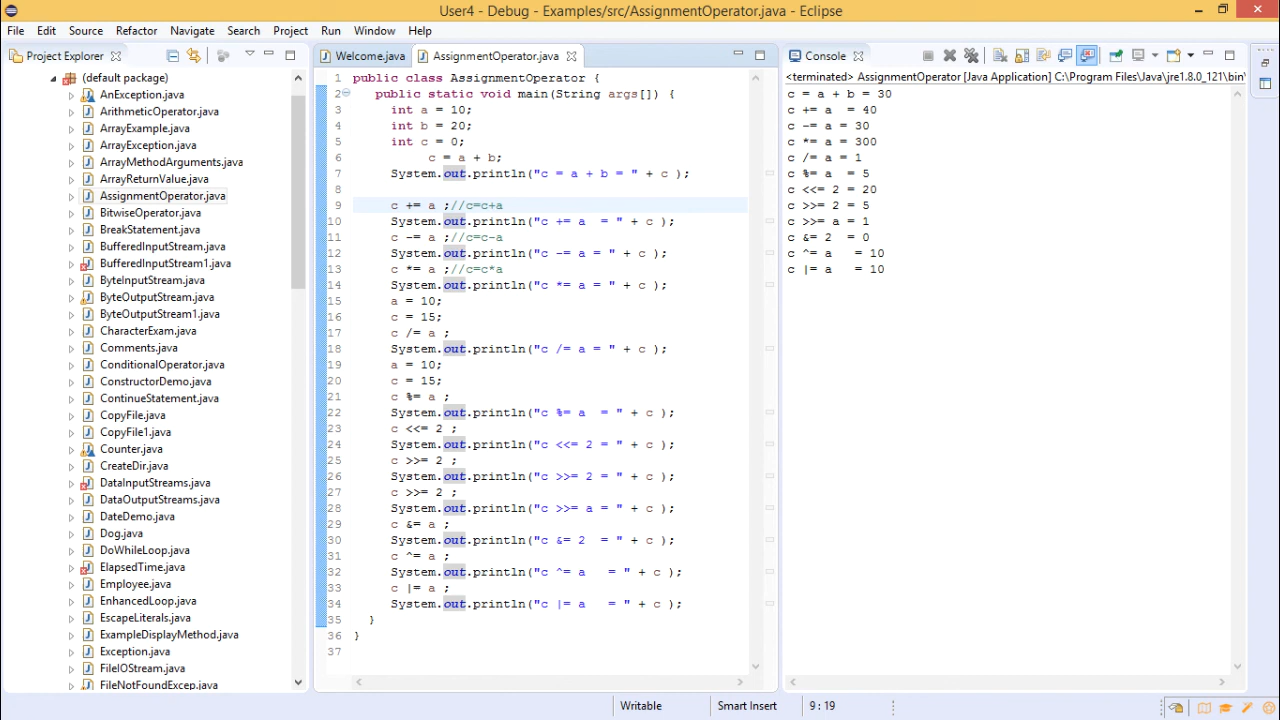 User4 - Debug - Examples/src/AssignmentOperator.java - Eclipse
File Edit Source Refactor Navigate Search Project Run Window Help
Project Explorer
(default package)
AnException.java
ArithmeticOperator.java
ArrayExample.java
ArrayException.java
ArrayMethodArguments.java
ArrayReturnValue.java
AssignmentOperator.java
BitwiseOperator.java
BreakStatement.java
BufferedInputStream.java
BufferedInputStream1.java
ByteInputStream.java
ByteOutputStream.java
ByteOutputStream1.java
CharacterExam.java
Comments.java
ConditionalOperator.java
ConstructorDemo.java
ContinueStatement.java
CopyFile.java
CopyFile1.java
Counter.java
CreateDir.java
DataInputStreams.java
DataOutputStreams.java
DateDemo.java
Dog.java
DoWhileLoop.java
ElapsedTime.java
Employee.java
EnhancedLoop.java
EscapeLiterals.java
ExampleDisplayMethod.java
Exception.java
FileIOStream.java
FileNotFoundExcep.java
Welcome.java AssignmentOperator.java
1 public class AssignmentOperator {
2 public static void main(String args[]) {
3 int a = 10;
4 int b = 20;
5 int c = 0;
6 c = a + b;
7 System.out.println("c = a + b = " + c );
8
9 c += a ;//c=c+a
10 System.out.println("c += a  = " + c );
11 c -= a ;//c=c-a
12 System.out.println("c -= a = " + c );
13 c *= a ;//c=c*a
14 System.out.println("c *= a = " + c );
15 a = 10;
16 c = 15;
17 c /= a ;
18 System.out.println("c /= a = " + c );
19 a = 10;
20 c = 15;
21 c %= a ;
22 System.out.println("c %= a  = " + c );
23 c <<= 2 ;
24 System.out.println("c <<= 2 = " + c );
25 c >>= 2 ;
26 System.out.println("c >>= 2 = " + c );
27 c >>= 2 ;
28 System.out.println("c >>= a = " + c );
29 c &= a ;
30 System.out.println("c &= 2  = " + c );
31 c ^= a ;
32 System.out.println("c ^= a   = " + c );
33 c |= a ;
34 System.out.println("c |= a   = " + c );
35 }
36 }
37
Console
<terminated> AssignmentOperator [Java Application] C:\Program Files\Java\jre1.8.0_121\bin\
c = a + b = 30
c += a  = 40
c -= a = 30
c *= a = 300
c /= a = 1
c %= a  = 5
c <<= 2 = 20
c >>= 2 = 5
c >>= a = 1
c &= 2  = 0
c ^= a   = 10
c |= a   = 10
Writable Smart Insert 9 : 19